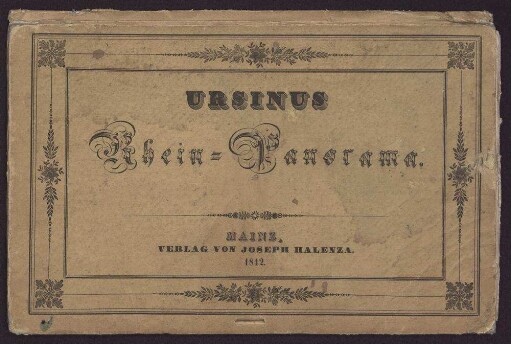 URSINUS
Rhein=Panorama.
MAINZ,
VERLAG VON JOSEPH HALENZA.
1842.